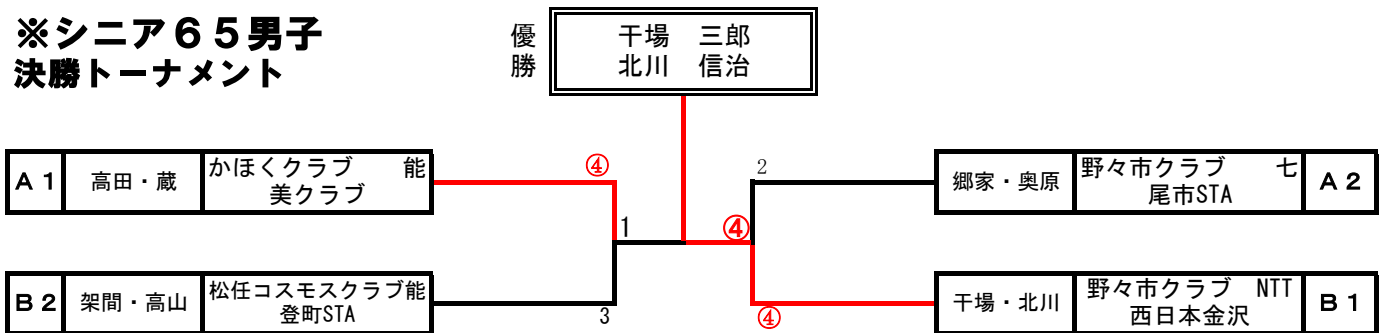 ※シニア６５男子
決勝トーナメント
優勝
干場　三郎
北川　信治
A 1
高田・蔵
かほくクラブ　　能
美クラブ
④
2
郷家・奥原
野々市クラブ　　七
尾市STA
A 2
1
④
B 2
架間・高山
松任コスモスクラブ能
登町STA
3
④
干場・北川
野々市クラブ　NTT
西日本金沢
B 1